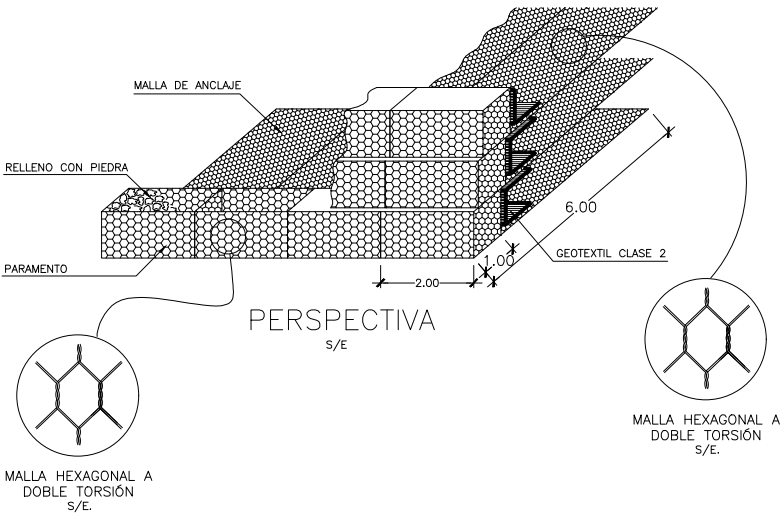 MALLA DE ANCLAJE
RELLENO CON PIEDRA
PARAMENTO
6.00
1.00
2.00
GEOTEXTIL CLASE 2
PERSPECTIVA
S/E
MALLA HEXAGONAL A
DOBLE TORSIÓN
S/E.
MALLA HEXAGONAL A
DOBLE TORSIÓN
S/E.